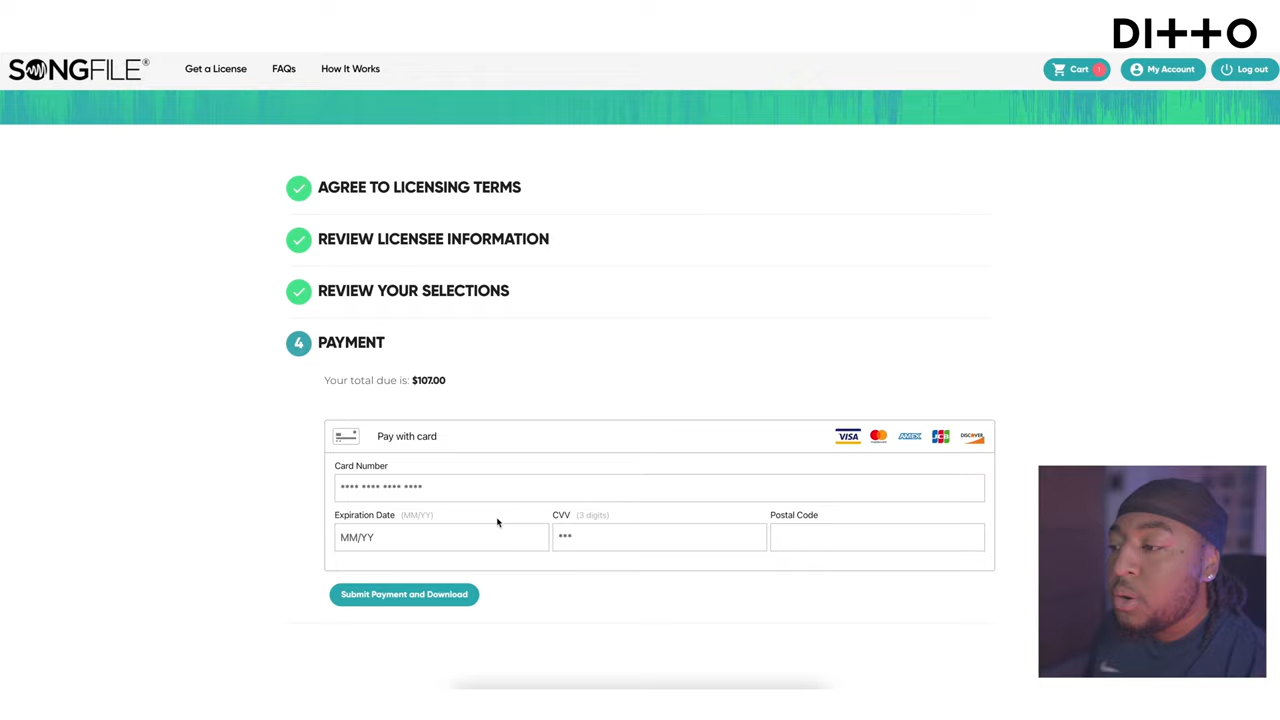 DITTO
SONGFILE®
Get a License
FAQs
How It Works
Cart
1
My Account
Log out
AGREE TO LICENSING TERMS
REVIEW LICENSEE INFORMATION
REVIEW YOUR SELECTIONS
4 PAYMENT
Your total due is: $107.00
Pay with card
VISA
AMEX
JCB
DISCOVER
Card Number
•••• •••• •••• ••••
Expiration Date (MM/YY)
CVV (3 digits)
Postal Code
MM/YY
•••
Submit Payment and Download